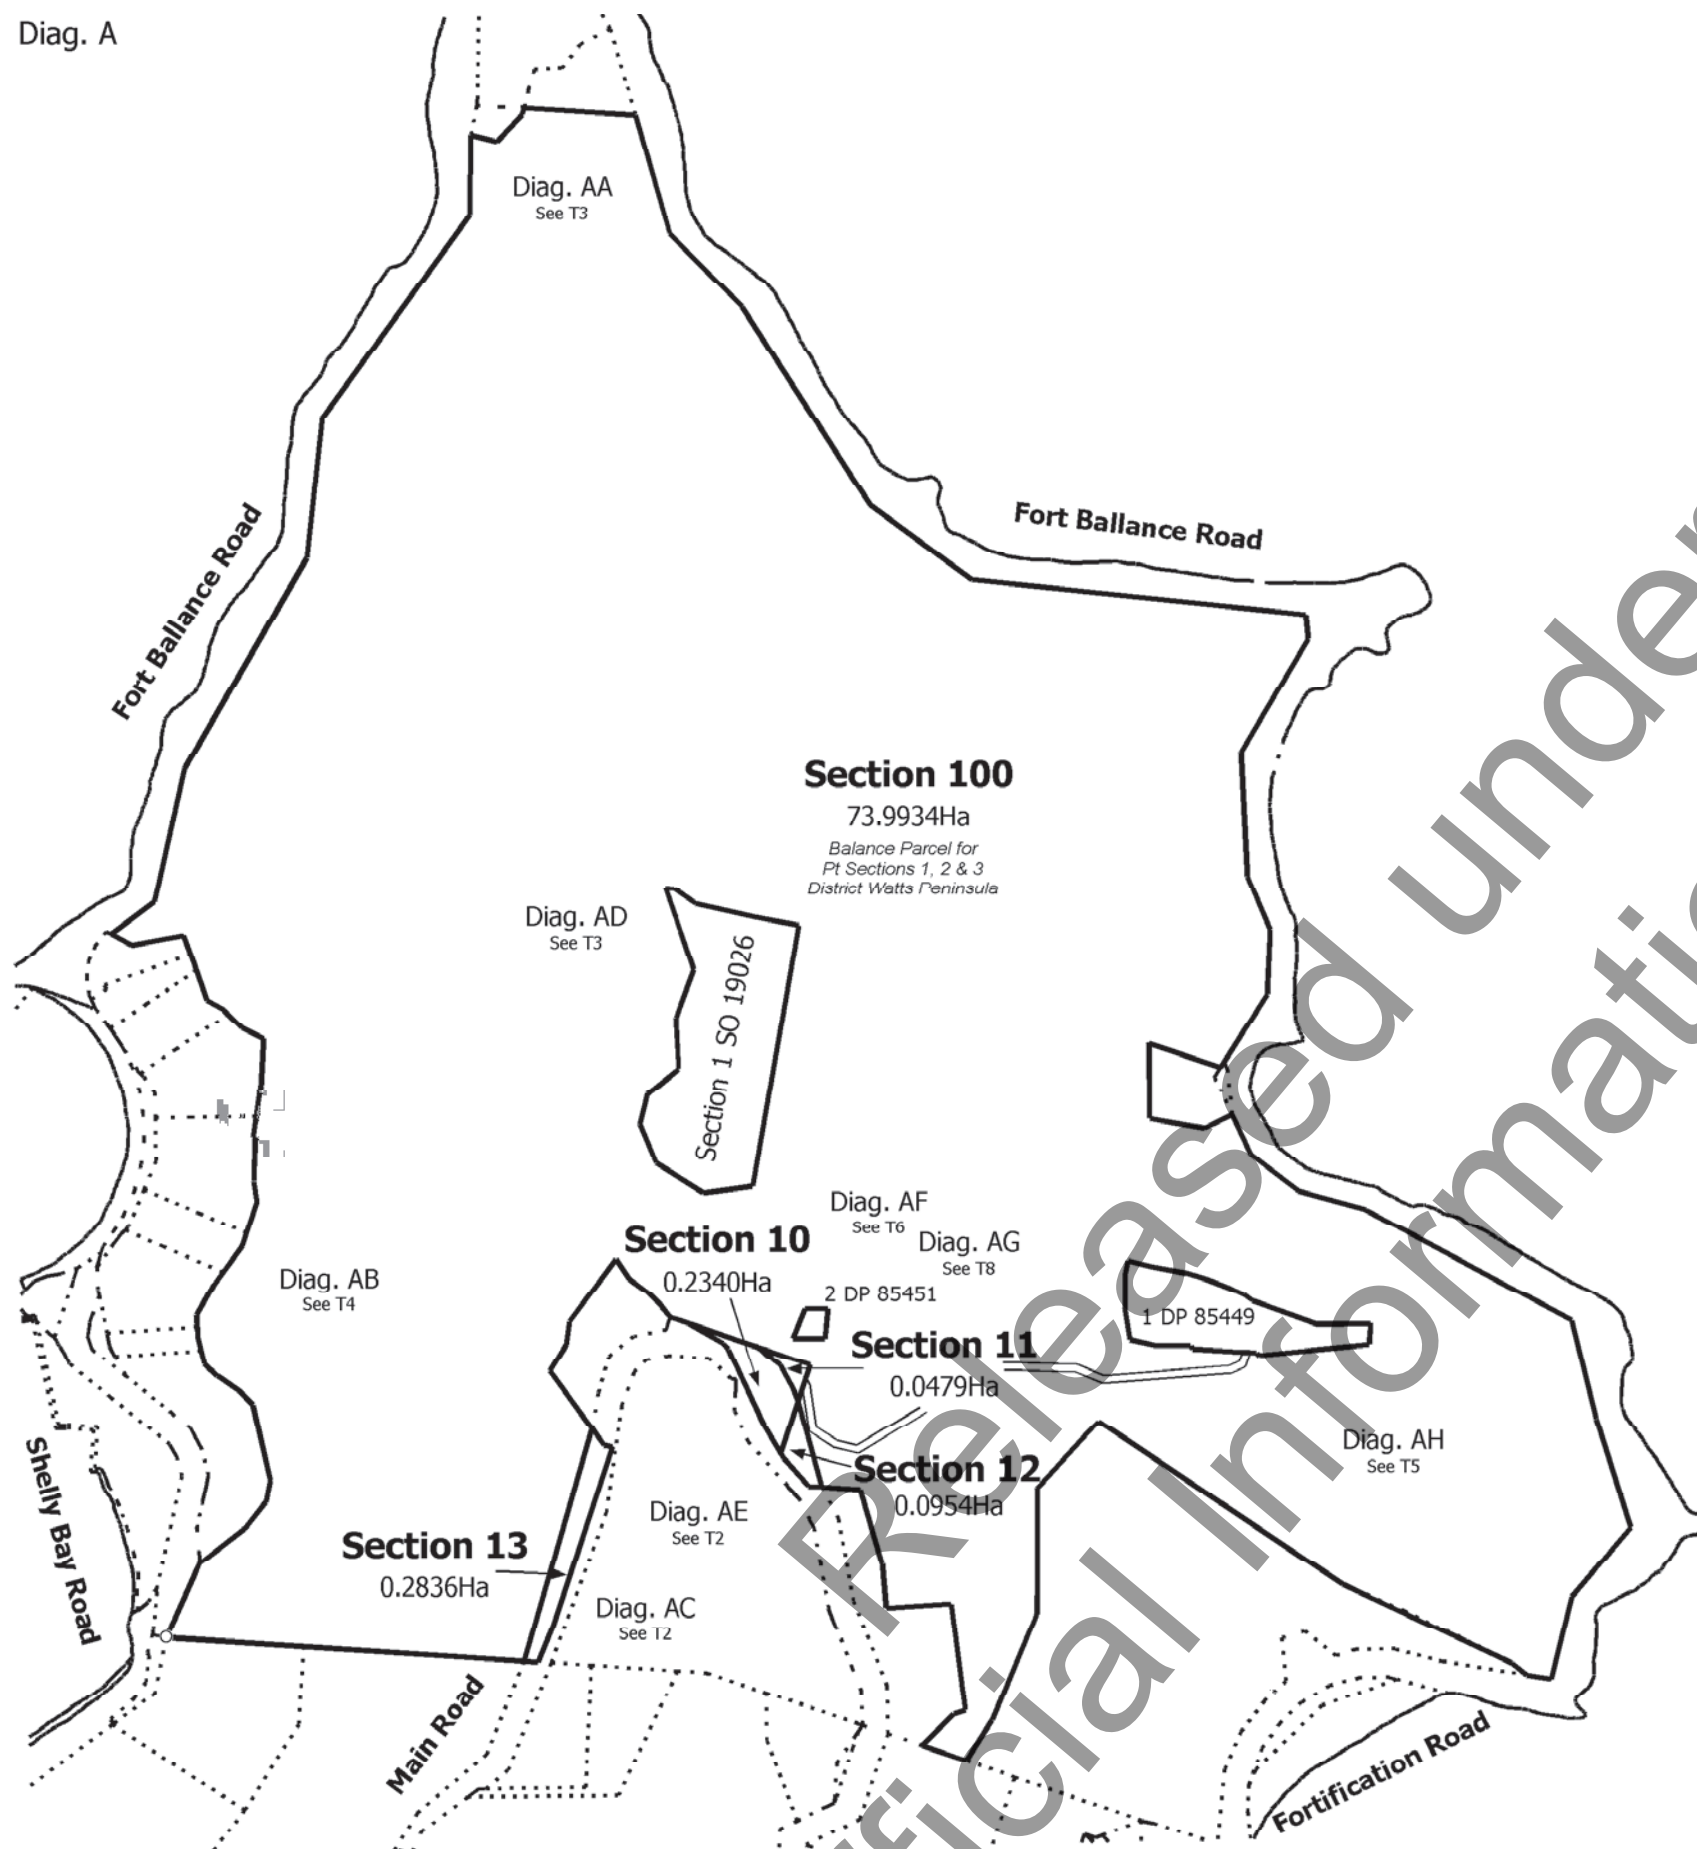 Diag. A
Diag. AA
See T3
Fort Ballance Road
Fort Ballance Road
Section 100
73.9934Ha
Balance Parcel for
Pt Sections 1, 2 & 3
District Watts Peninsula
Diag. AD
See T3
Section 1 SO 19026
Diag. AF
See T6
Diag. AG
See T8
Section 10
0.2340Ha
2 DP 85451
Diag. AB
See T4
1 DP 85449
Section 11
0.0479Ha
Diag. AH
See T5
Section 12
0.0954Ha
Diag. AE
See T2
Section 13
0.2836Ha
Diag. AC
See T2
Shelly Bay Road
Main Road
Fortification Road
Released under
Official Informatio